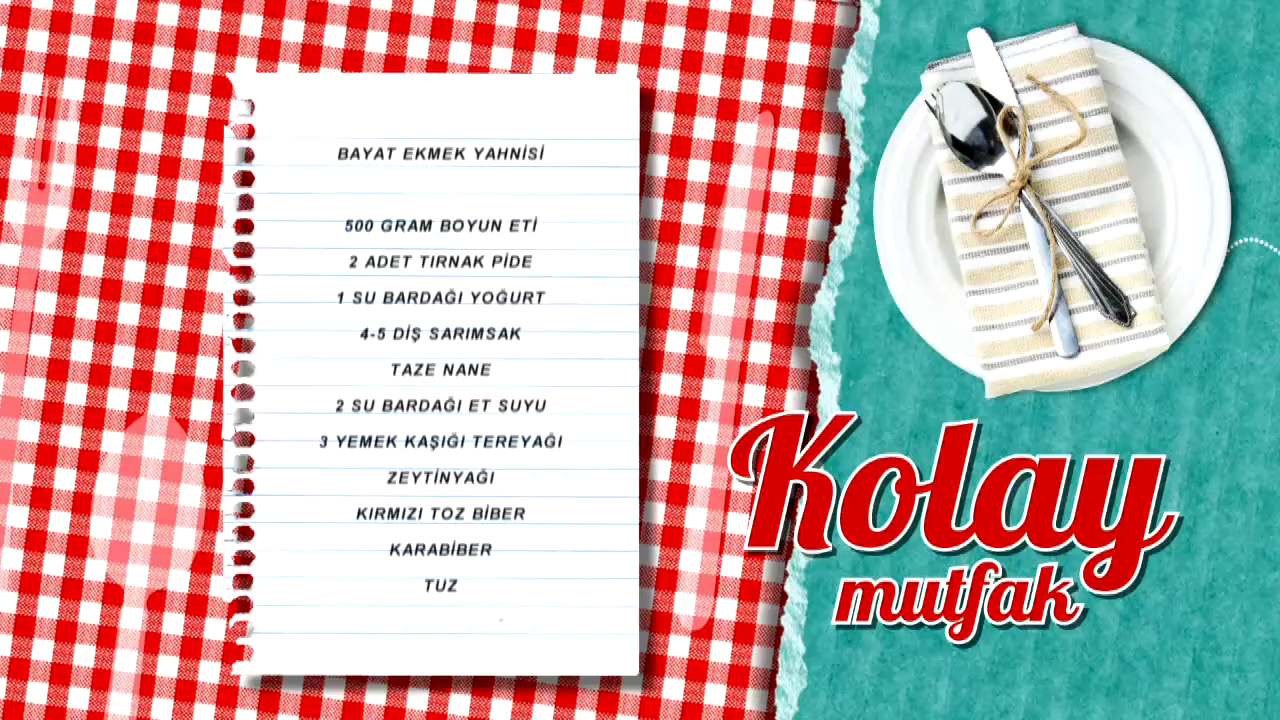 BAYAT EKMEK YAHNİSİ
500 GRAM BOYUN ETİ
2 ADET TIRNAK PİDE
1 SU BARDAĞI YOĞURT
4-5 DİŞ SARIMSAK
TAZE NANE
2 SU BARDAĞI ET SUYU
3 YEMEK KAŞIĞI TEREYAĞI
ZEYTİNYAĞI
KIRMIZI TOZ BİBER
KARABİBER
TUZ
Kolay
mutfak